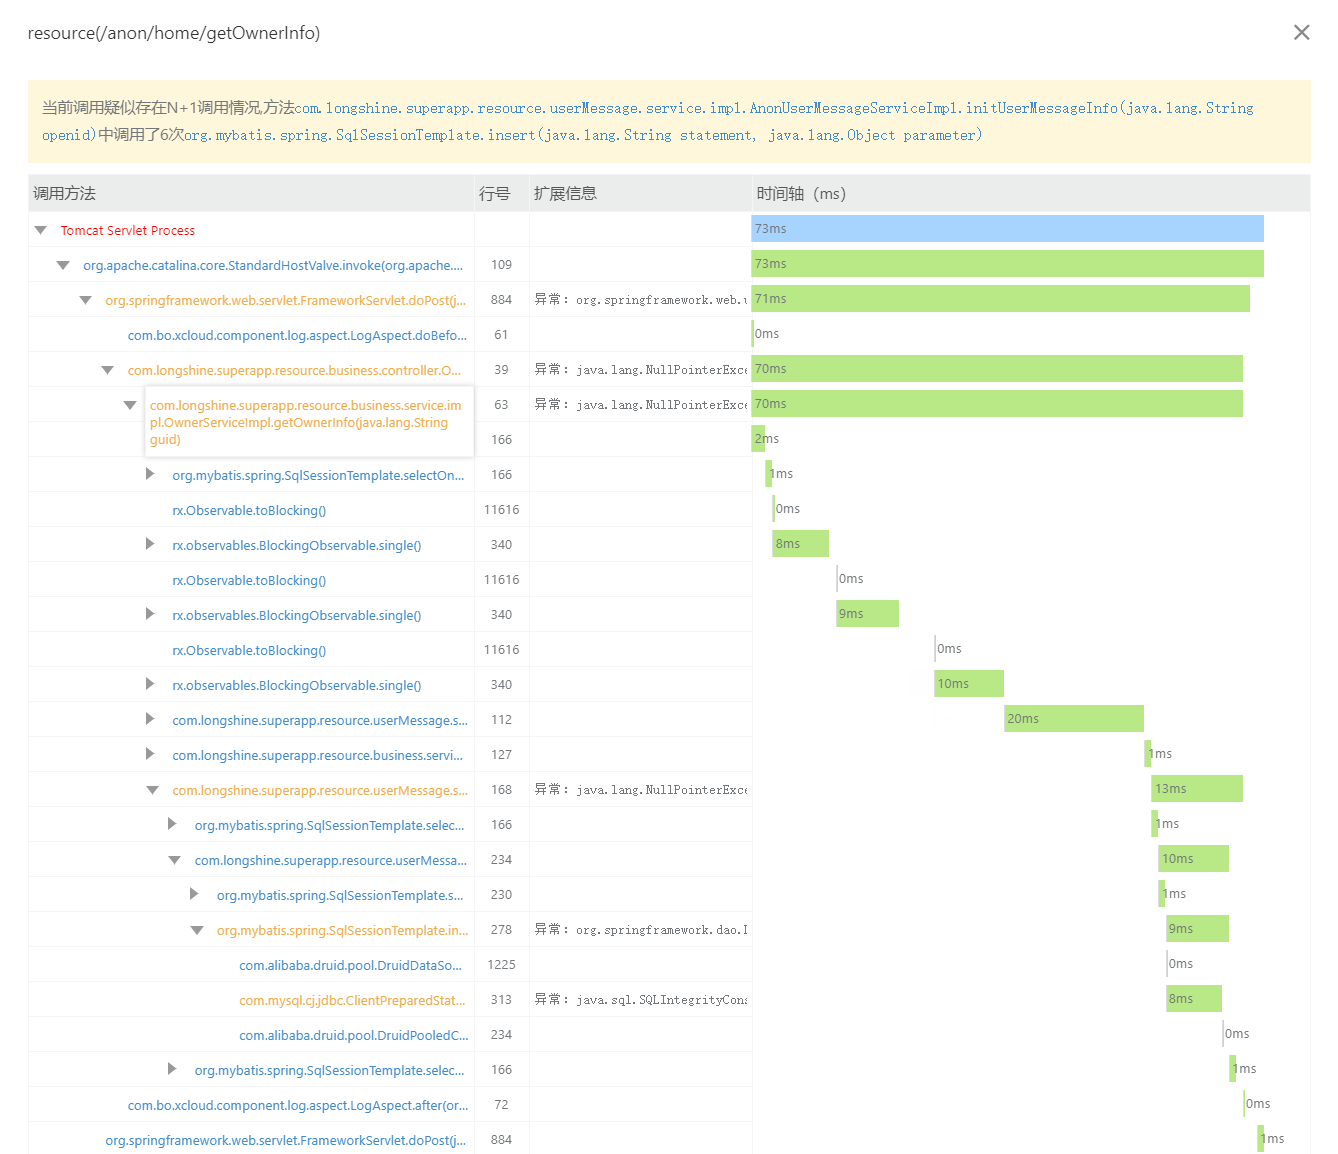 resource(/anon/home/getOwnerInfo)
当前调用疑似存在N+1调用情况,方法com.longshine.superapp.resource.userMessage.service.impl.AnonUserMessageServiceImpl.initUserMessageInfo(java.lang.String
openid)中调用了6次org.mybatis.spring.SqlSessionTemplate.insert(java.lang.String statement, java.lang.Object parameter)
调用方法 行号 扩展信息 时间轴（ms）
Tomcat Servlet Process 73ms
org.apache.catalina.core.StandardHostValve.invoke(org.apache.... 109 73ms
org.springframework.web.servlet.FrameworkServlet.doPost(j... 884 异常：org.springframework.web.u 71ms
com.bo.xcloud.component.log.aspect.LogAspect.doBefo... 61 0ms
com.longshine.superapp.resource.business.controller.O... 39 异常：java.lang.NullPointerExce 70ms
com.longshine.superapp.resource.business.service.im
pl.OwnerServiceImpl.getOwnerInfo(java.lang.String
guid)
63 异常：java.lang.NullPointerExce 70ms
166 2ms
org.mybatis.spring.SqlSessionTemplate.selectOn... 166 1ms
rx.Observable.toBlocking() 11616 0ms
rx.observables.BlockingObservable.single() 340 8ms
rx.Observable.toBlocking() 11616 0ms
rx.observables.BlockingObservable.single() 340 9ms
rx.Observable.toBlocking() 11616 0ms
rx.observables.BlockingObservable.single() 340 10ms
com.longshine.superapp.resource.userMessage.s... 112 20ms
com.longshine.superapp.resource.business.servi... 127 1ms
com.longshine.superapp.resource.userMessage.s... 168 异常：java.lang.NullPointerExce 13ms
org.mybatis.spring.SqlSessionTemplate.selec... 166 1ms
com.longshine.superapp.resource.userMessa... 234 10ms
org.mybatis.spring.SqlSessionTemplate.s... 230 1ms
org.mybatis.spring.SqlSessionTemplate.in... 278 异常：org.springframework.dao.D 9ms
com.alibaba.druid.pool.DruidDataSo... 1225 0ms
com.mysql.cj.jdbc.ClientPreparedStat... 313 异常：java.sql.SQLIntegrityCons 8ms
com.alibaba.druid.pool.DruidPooledC... 234 0ms
org.mybatis.spring.SqlSessionTemplate.selec... 166 1ms
com.bo.xcloud.component.log.aspect.LogAspect.after(or... 72 0ms
org.springframework.web.servlet.FrameworkServlet.doPost(j... 884 1ms